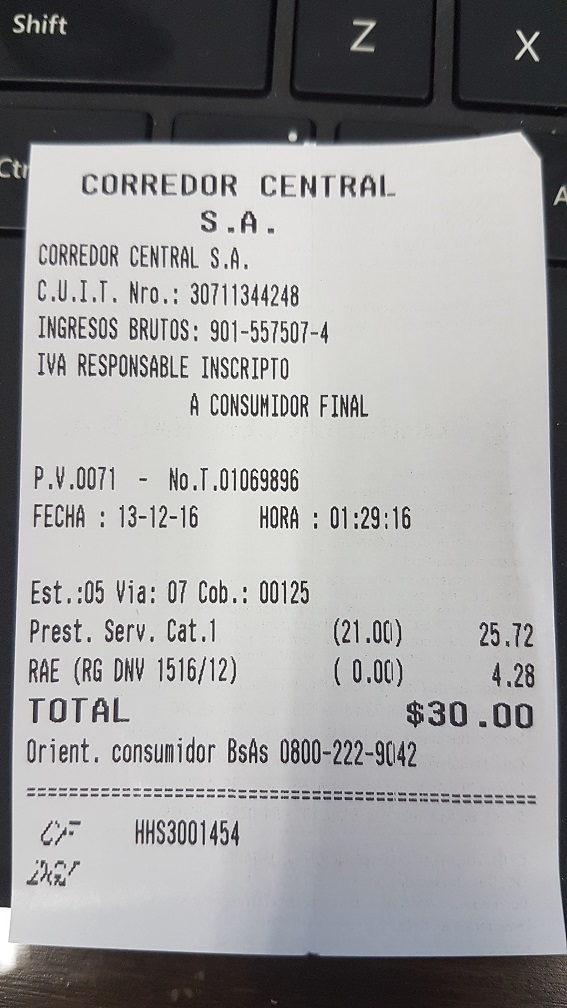 Shift
Z
X
Ctr
A
CORREDOR CENTRAL
S.A.
CORREDOR CENTRAL S.A.
C.U.I.T. Nro.: 30711344248
INGRESOS BRUTOS: 901-557507-4
IVA RESPONSABLE INSCRIPTO
A CONSUMIDOR FINAL
P.V.0071 - No.T.01069896
FECHA : 13-12-16 HORA : 01:29:16
Est.:05 Via: 07 Cob.: 00125
Prest. Serv. Cat.1 (21.00) 25.72
RAE (RG DNV 1516/12) ( 0.00) 4.28
TOTAL $30.00
Orient. consumidor BsAs 0800-222-9042
================================================
CF HHS3001454
DGI